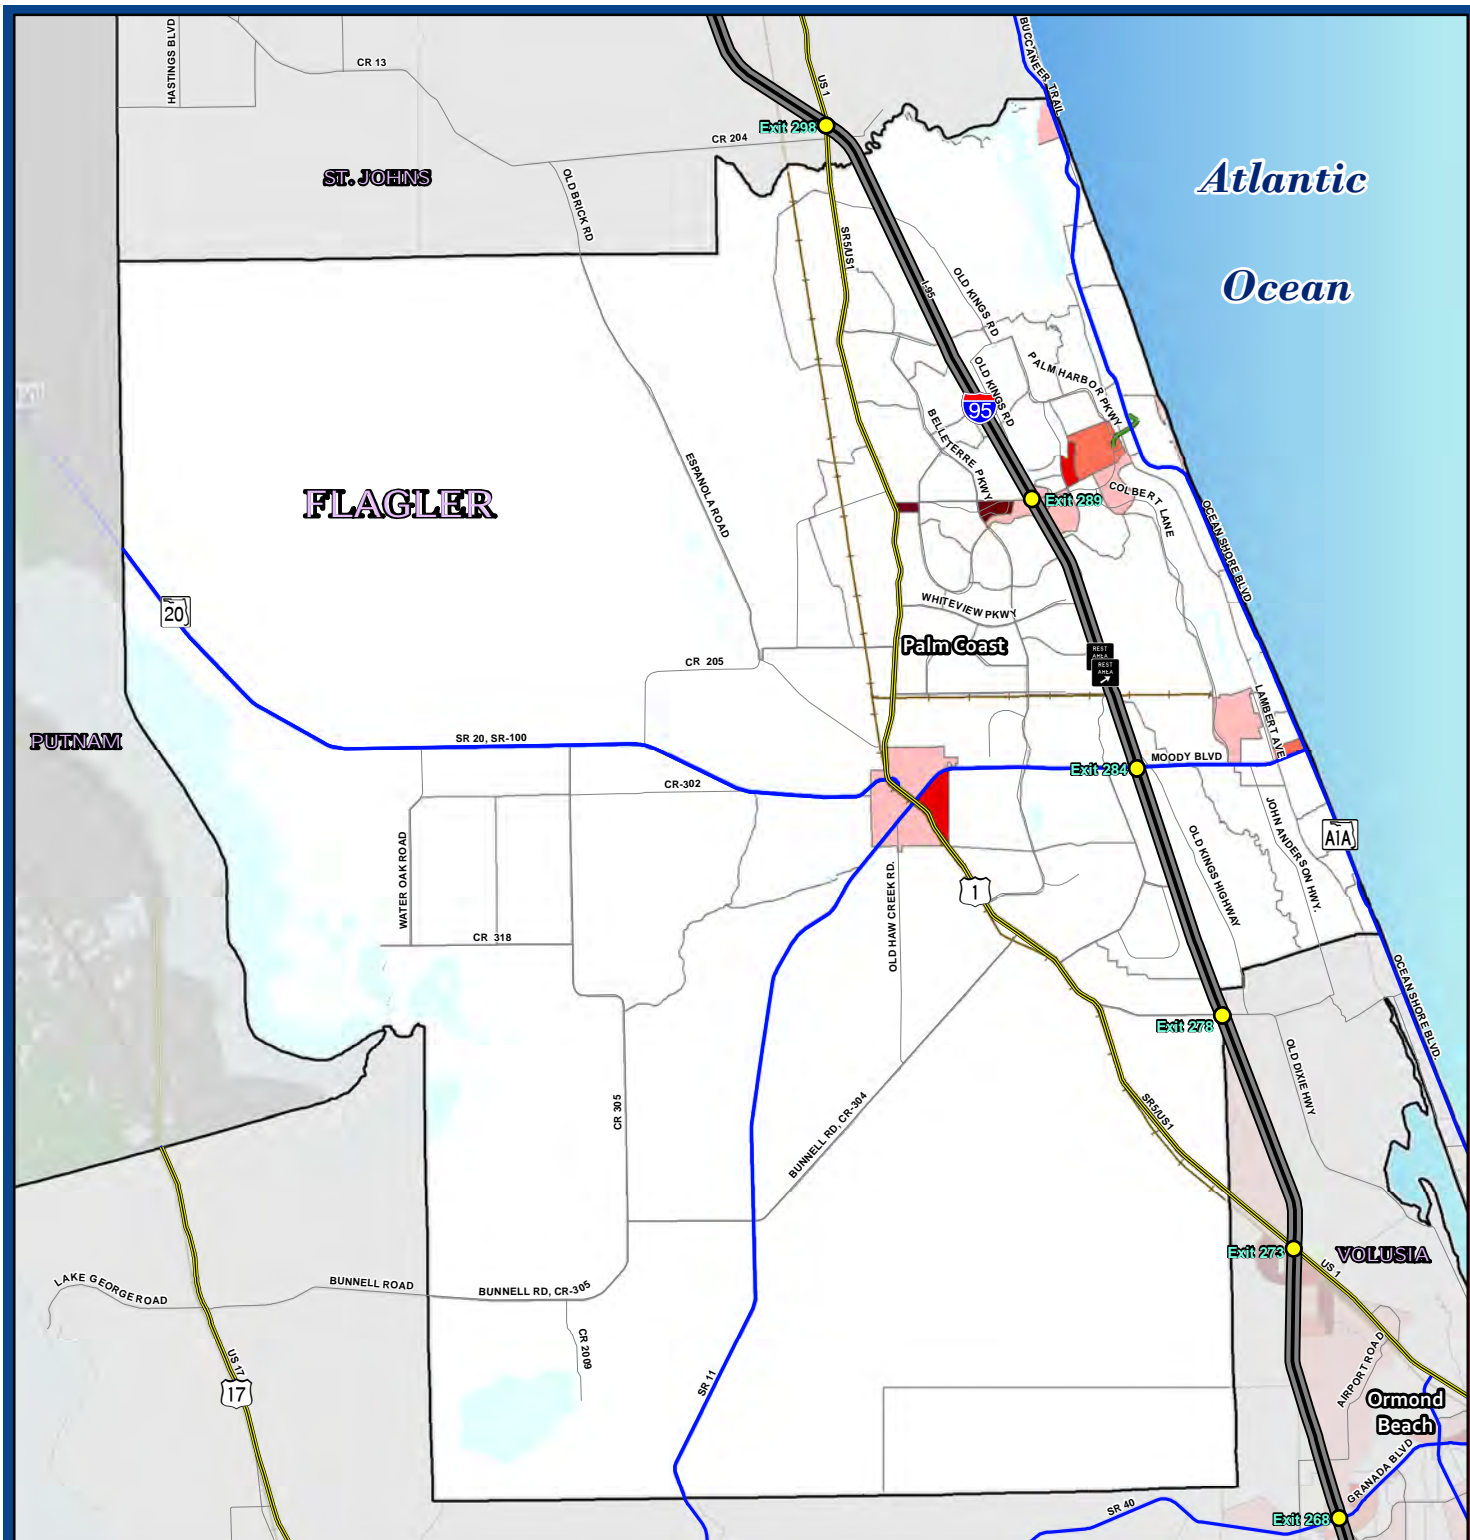 HASTINGS BLVD
CR 13
US 1
BUCCANEER TRAIL
Exit 298
CR 204
ST. JOHNS
OLD BRICK RD
Atlantic
Ocean
SR5/US1
I-95
OLD KINGS RD
PALM HARBOR PKWY
OLD KINGS RD
95
BELLETERRE PKWY
ESPANOLA ROAD
FLAGLER
Exit 289
COLBERT LANE
OCEAN SHORE BLVD
20
WHITEVIEW PKWY
Palm Coast
REST
AREA
REST
AREA
CR 205
LAMBERT AVE
PUTNAM
SR 20, SR-100
MOODY BLVD
Exit 284
CR-302
WATER OAK ROAD
JOHN ANDERSON HWY.
A1A
OLD KINGS HIGHWAY
OLD HAW CREEK RD.
1
CR 318
OCEAN SHORE BLVD.
Exit 278
OLD DIXIE HWY
CR 305
BUNNELL RD, CR-304
SR5/US1
Exit 273
VOLUSIA
US 1
LAKE GEORGE ROAD
BUNNELL ROAD
BUNNELL RD, CR-305
CR 2009
US 17
17
SR 11
AIRPORT ROAD
Ormond
Beach
GRANADA BLVD
SR 40
Exit 268